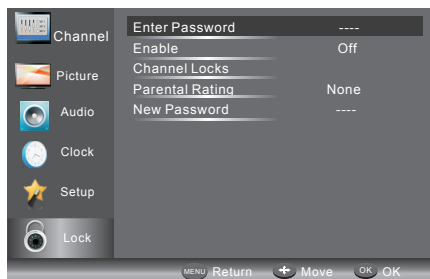 Channel
Picture
Audio
Clock
Setup
Lock
Enter Password ----
Enable Off
Channel Locks
Parental Rating None
New Password ----
MENU Return Move OK OK